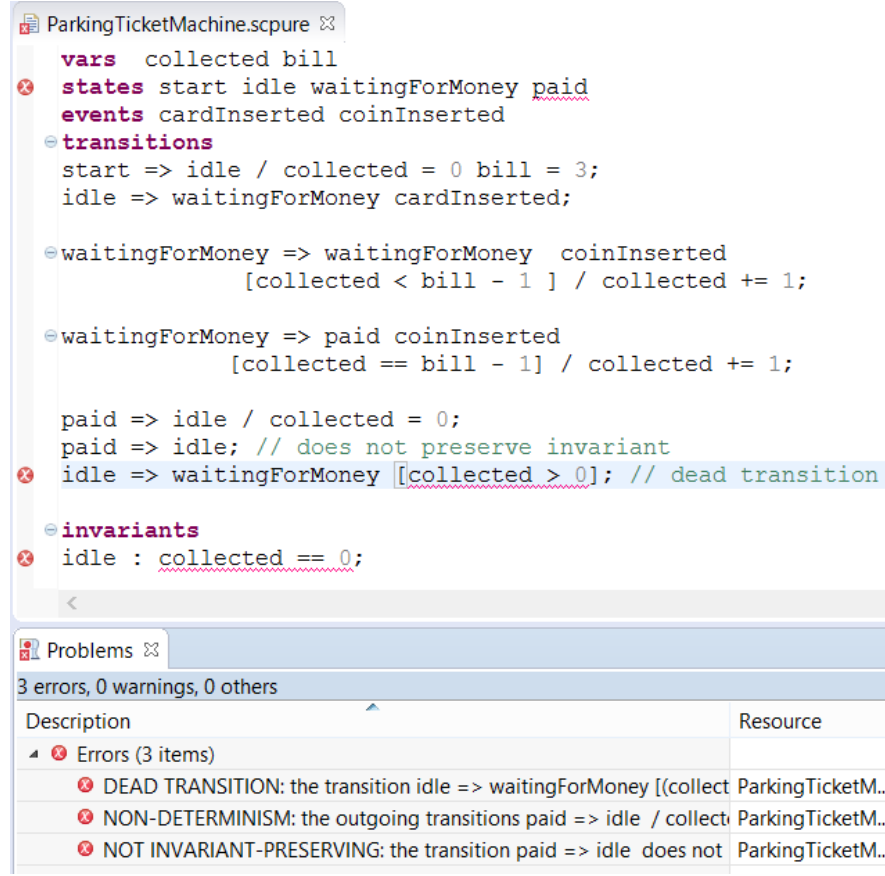 ParkingTicketMachine.scpure
vars collected bill
states start idle waitingForMoney paid
events cardInserted coinInserted
transitions
start => idle / collected = 0 bill = 3;
idle => waitingForMoney cardInserted;
waitingForMoney => waitingForMoney coinInserted
[collected < bill - 1 ] / collected += 1;
waitingForMoney => paid coinInserted
[collected == bill - 1] / collected += 1;
paid => idle / collected = 0;
paid => idle; // does not preserve invariant
idle => waitingForMoney [collected > 0]; // dead transition
invariants
idle : collected == 0;
Problems
3 errors, 0 warnings, 0 others
Description Resource
Errors (3 items)
DEAD TRANSITION: the transition idle => waitingForMoney [(collect ParkingTicketM...
NON-DETERMINISM: the outgoing transitions paid => idle / collect ParkingTicketM...
NOT INVARIANT-PRESERVING: the transition paid => idle does not ParkingTicketM...